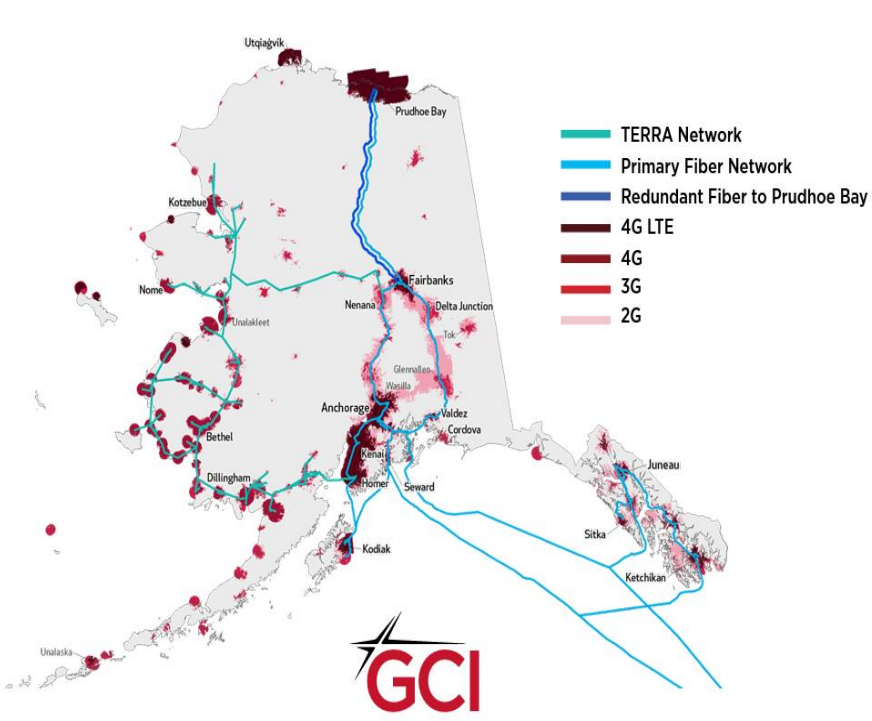 Utqiaġvik
Prudhoe Bay
TERRA Network
Primary Fiber Network
Redundant Fiber to Prudhoe Bay
4G LTE
4G
3G
2G
Kotzebue
Fairbanks
Nome
Nenana
Delta Junction
Unalakleet
Tok
Glennallen
Wasilla
Anchorage
Valdez
Cordova
Bethel
Kenai
Juneau
Dillingham
Homer
Seward
Sitka
Kodiak
Ketchikan
Unalaska
GCI